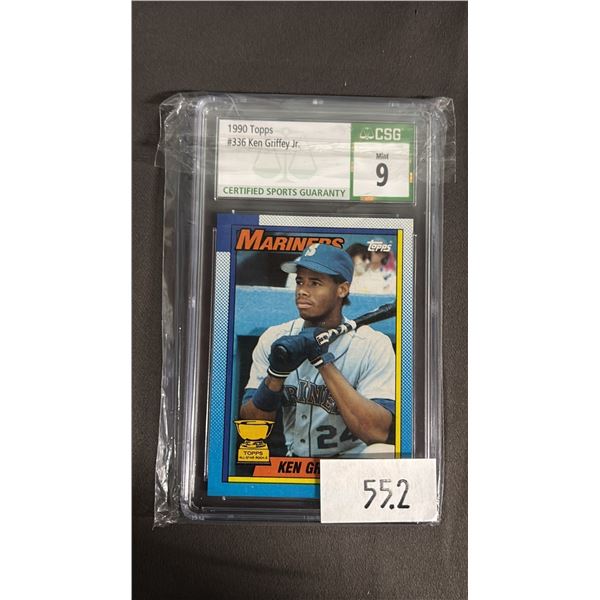 1990 Topps
#336 Ken Griffey Jr.
CERTIFIED SPORTS GUARANTY
CSG
Mint
9
MARINERS
TOPPS
24
TOPPS
ALL-STAR ROOKIE
KEN GR
55.2